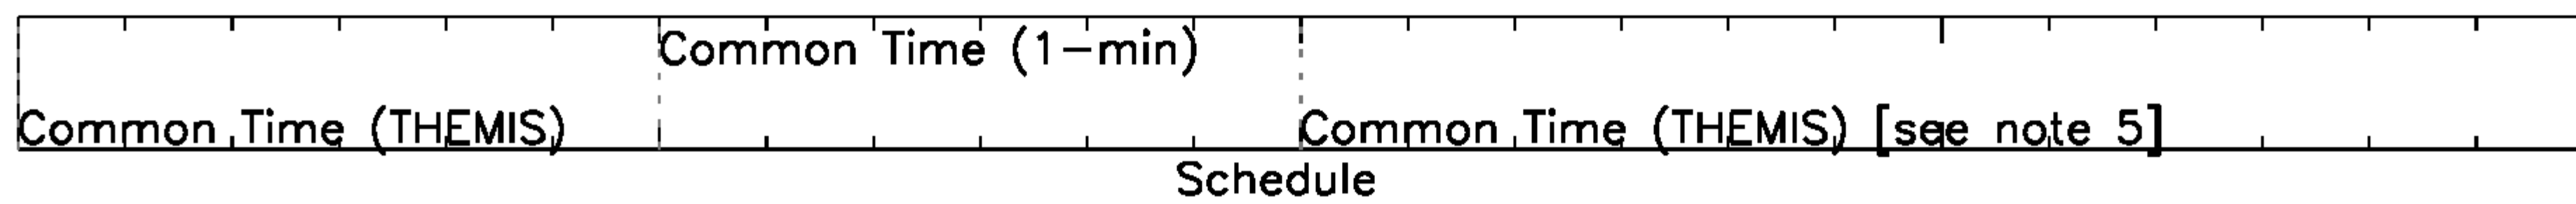 Common Time (1-min)
Common Time (THEMIS)
Common Time (THEMIS) [see note 5]
Schedule